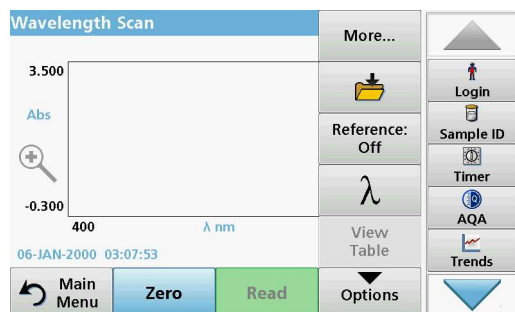 Wavelength Scan
More...
3.500
Abs
Login
Reference:
Off
Sample ID
Timer
λ
-0.300
400
λ nm
AQA
View
Table
06-JAN-2000 03:07:53
Trends
Main
Menu
Zero
Read
Options